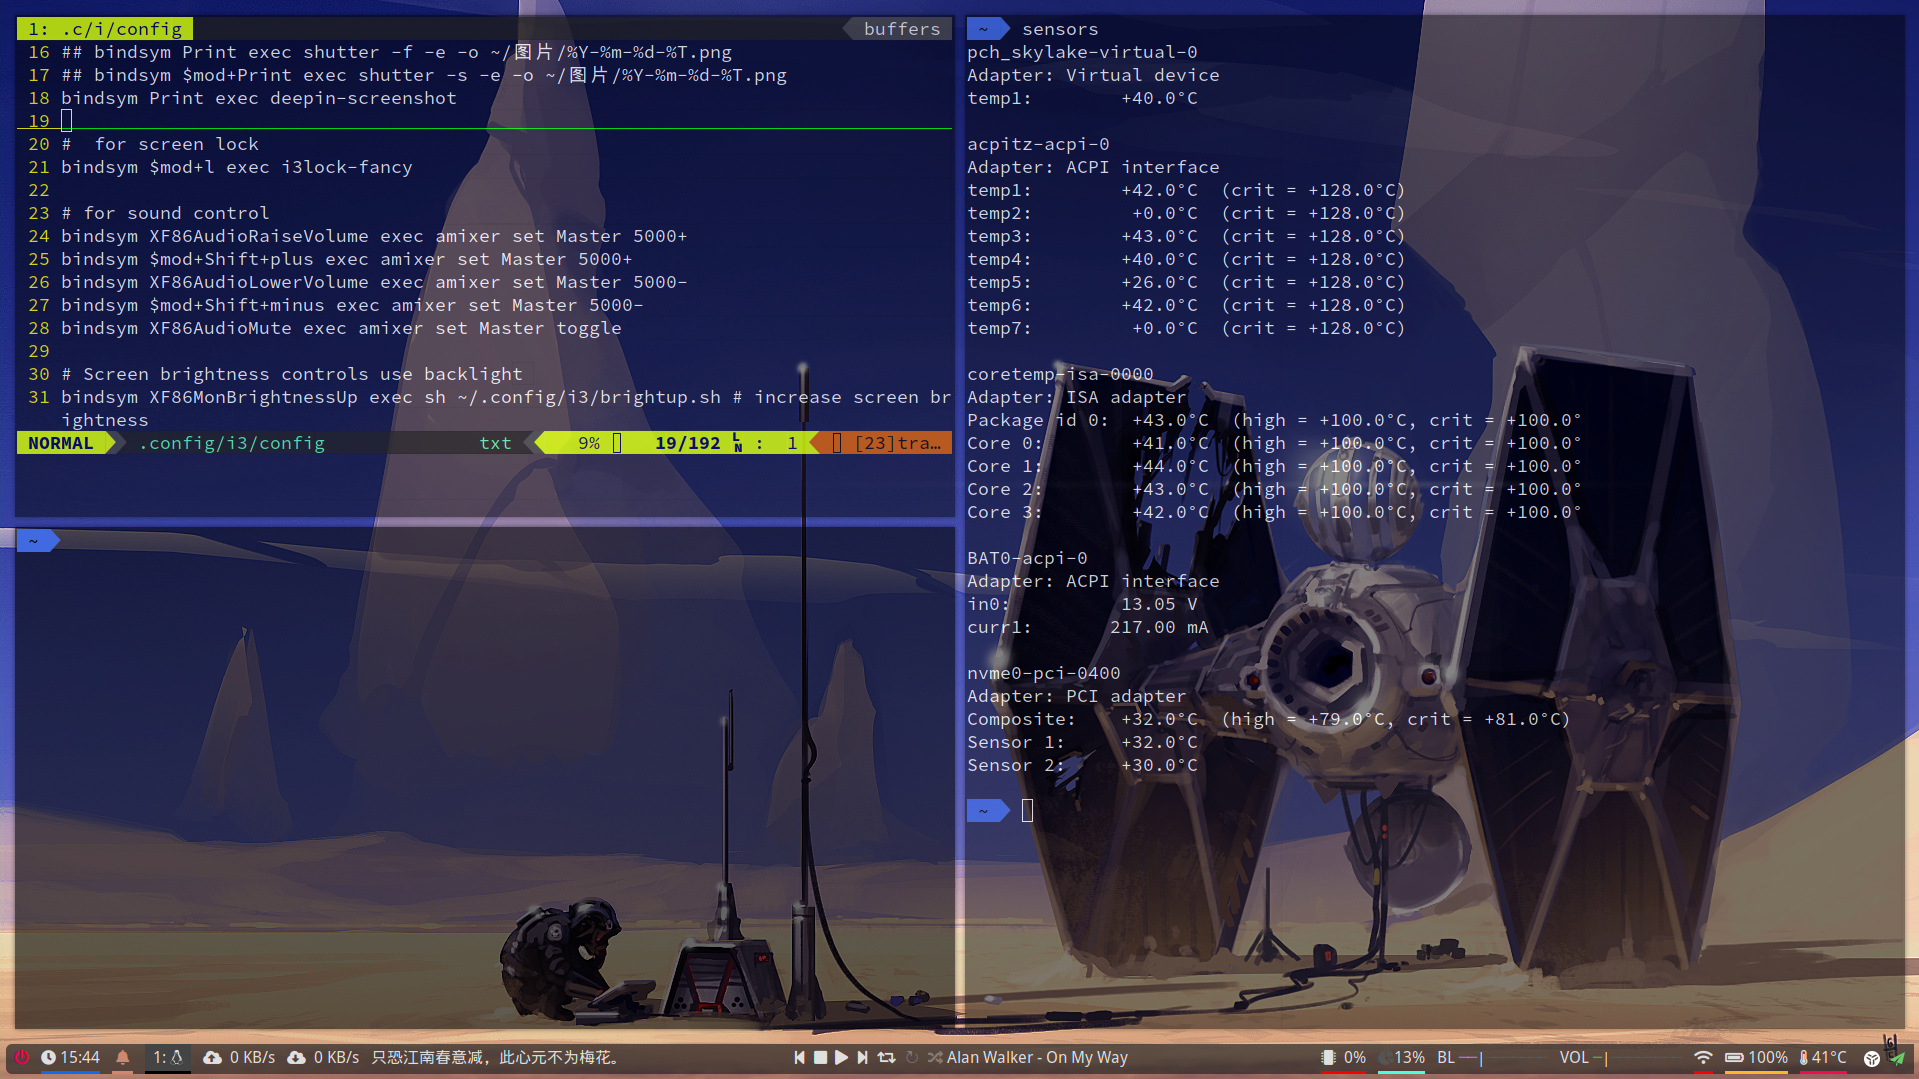 1: .c/i/config buffers
16 ## bindsym Print exec shutter -f -e -o ~/图片/%Y-%m-%d-%T.png
17 ## bindsym $mod+Print exec shutter -s -e -o ~/图片/%Y-%m-%d-%T.png
18 bindsym Print exec deepin-screenshot
19
20 #  for screen lock
21 bindsym $mod+l exec i3lock-fancy
22
23 # for sound control
24 bindsym XF86AudioRaiseVolume exec amixer set Master 5000+
25 bindsym $mod+Shift+plus exec amixer set Master 5000+
26 bindsym XF86AudioLowerVolume exec amixer set Master 5000-
27 bindsym $mod+Shift+minus exec amixer set Master 5000-
28 bindsym XF86AudioMute exec amixer set Master toggle
29
30 # Screen brightness controls use backlight
31 bindsym XF86MonBrightnessUp exec sh ~/.config/i3/brightup.sh # increase screen br
ightness
NORMAL .config/i3/config txt 9% 19/192 LN : 1 [23]tra…
~
~ sensors
pch_skylake-virtual-0
Adapter: Virtual device
temp1: +40.0°C
acpitz-acpi-0
Adapter: ACPI interface
temp1: +42.0°C (crit = +128.0°C)
temp2: +0.0°C (crit = +128.0°C)
temp3: +43.0°C (crit = +128.0°C)
temp4: +40.0°C (crit = +128.0°C)
temp5: +26.0°C (crit = +128.0°C)
temp6: +42.0°C (crit = +128.0°C)
temp7: +0.0°C (crit = +128.0°C)
coretemp-isa-0000
Adapter: ISA adapter
Package id 0: +43.0°C (high = +100.0°C, crit = +100.0°
Core 0: +41.0°C (high = +100.0°C, crit = +100.0°
Core 1: +44.0°C (high = +100.0°C, crit = +100.0°
Core 2: +43.0°C (high = +100.0°C, crit = +100.0°
Core 3: +42.0°C (high = +100.0°C, crit = +100.0°
BAT0-acpi-0
Adapter: ACPI interface
in0: 13.05 V
curr1: 217.00 mA
nvme0-pci-0400
Adapter: PCI adapter
Composite: +32.0°C (high = +79.0°C, crit = +81.0°C)
Sensor 1: +32.0°C
Sensor 2: +30.0°C
~
15:44 1: 0 KB/s 0 KB/s 只恐江南春意减，此心元不为梅花。 Alan Walker - On My Way 0% 13% BL VOL 100% 41°C